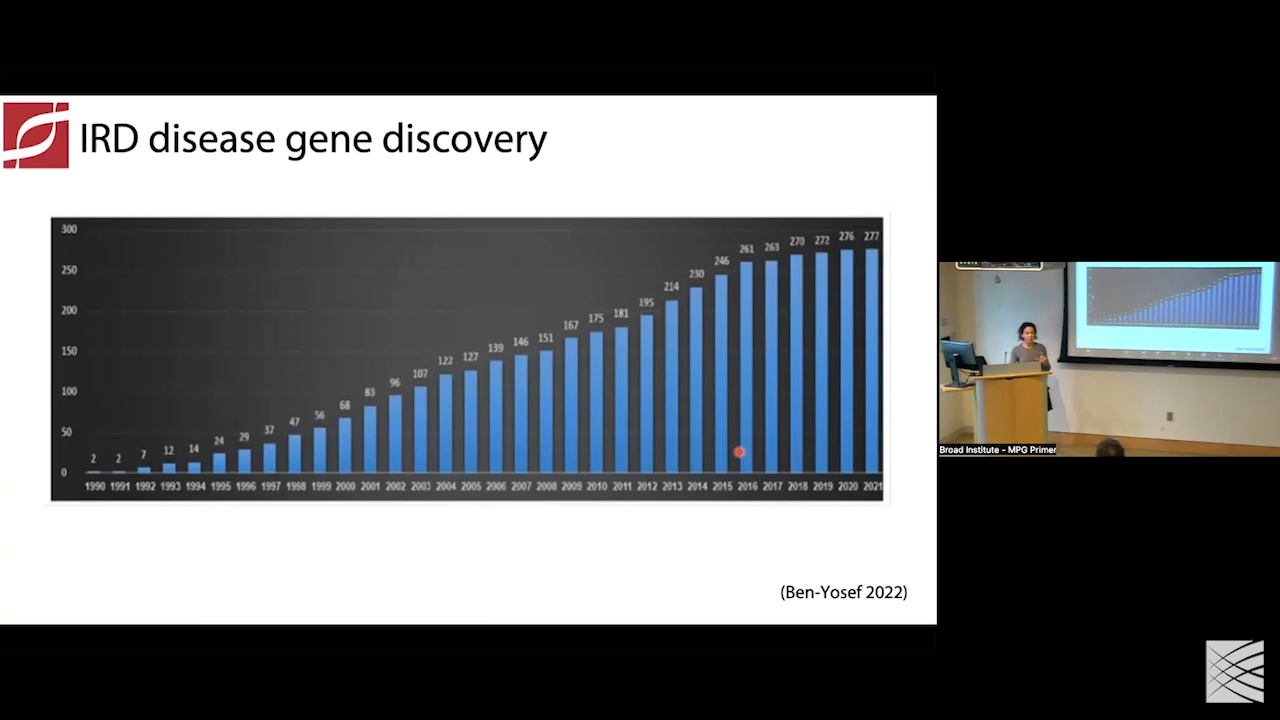 IRD disease gene discovery
300
250
200
150
100
50
0
2 2 7 12 14 24 29 37 47 56 68 83 96 107 122 127 139 146 151 167 175 181 195 214 230 246 261 263 270 272 276 277
1990 1991 1992 1993 1994 1995 1996 1997 1998 1999 2000 2001 2002 2003 2004 2005 2006 2007 2008 2009 2010 2011 2012 2013 2014 2015 2016 2017 2018 2019 2020 2021
(Ben-Yosef 2022)
Broad Institute - MPG Primer